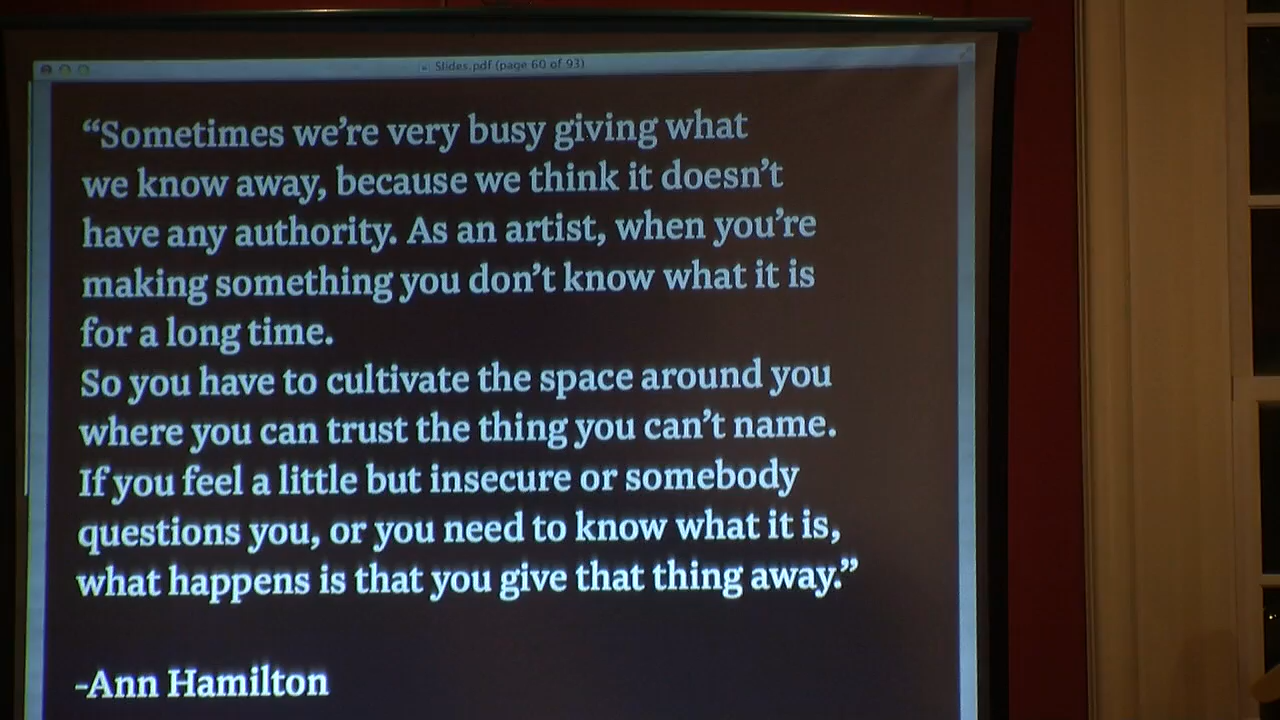 Slides.pdf (page 60 of 93)
“Sometimes we’re very busy giving what
we know away, because we think it doesn’t
have any authority. As an artist, when you’re
making something you don’t know what it is
for a long time.
So you have to cultivate the space around you
where you can trust the thing you can’t name.
If you feel a little but insecure or somebody
questions you, or you need to know what it is,
what happens is that you give that thing away.”
-Ann Hamilton